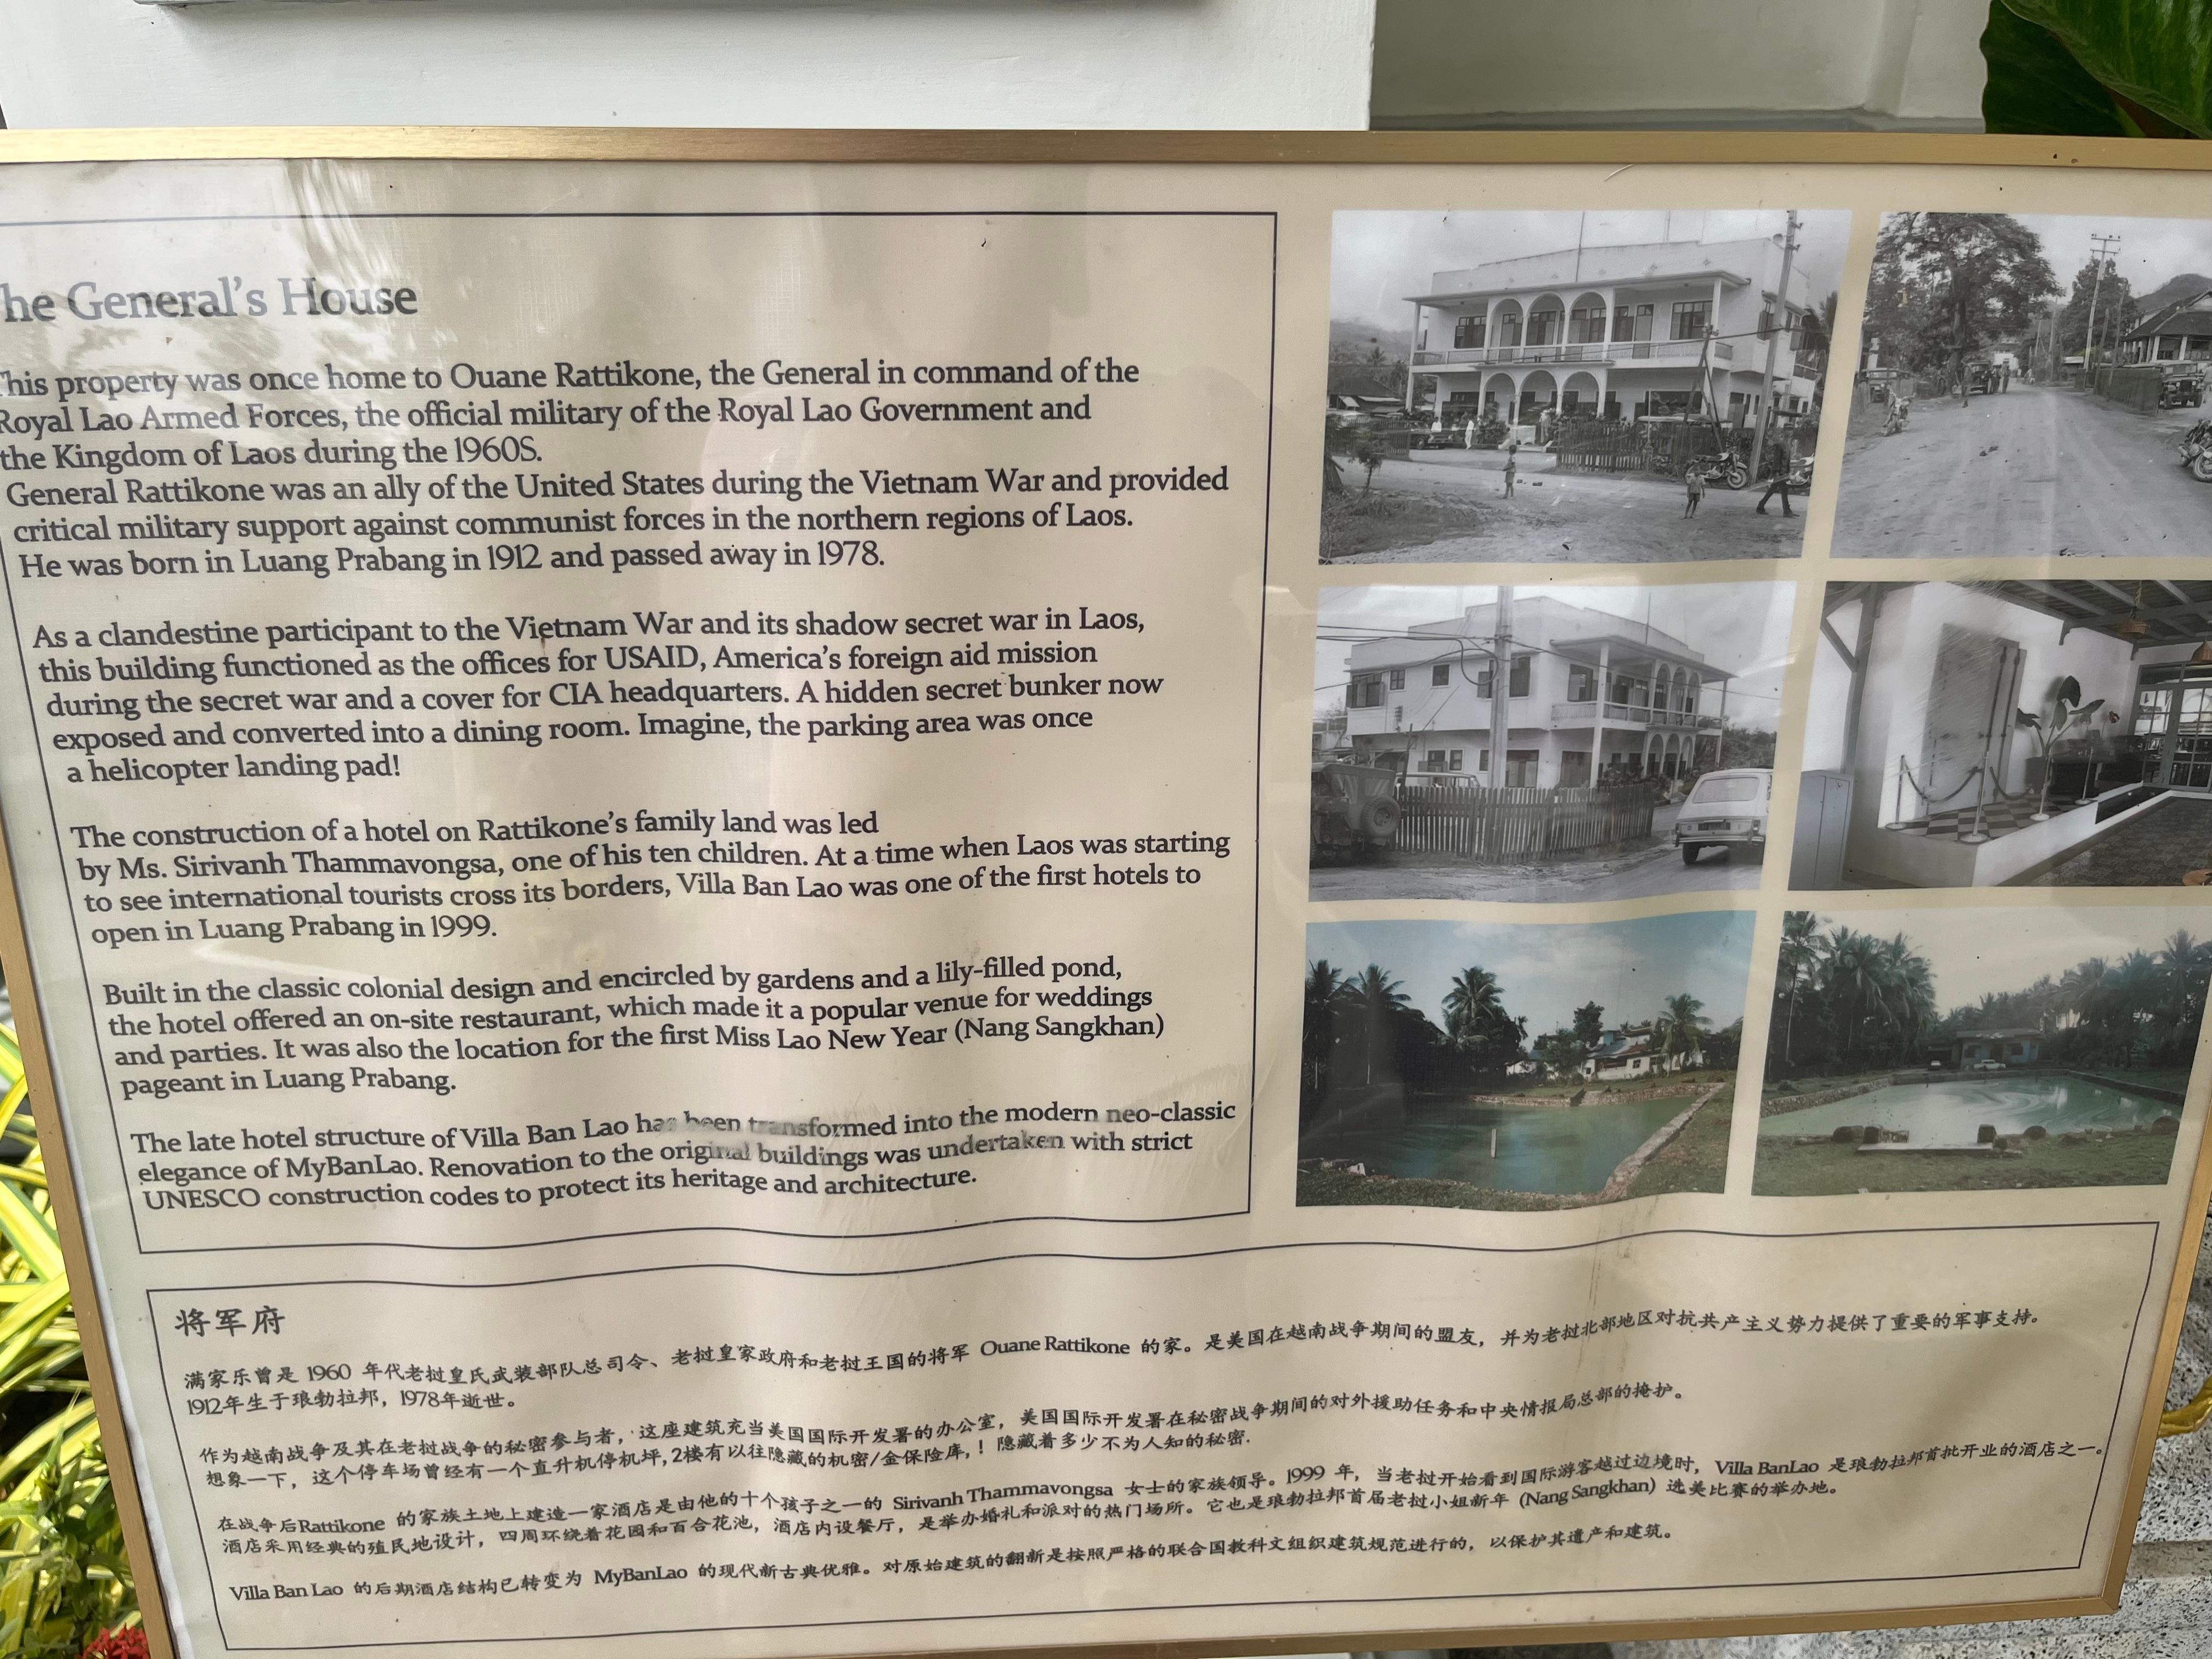 he General's House
This property was once home to Ouane Rattikone, the General in command of the
Royal Lao Armed Forces, the official military of the Royal Lao Government and
the Kingdom of Laos during the 1960S.
General Rattikone was an ally of the United States during the Vietnam War and provided
critical military support against communist forces in the northern regions of Laos.
He was born in Luang Prabang in 1912 and passed away in 1978.
As a clandestine participant to the Vietnam War and its shadow secret war in Laos,
this building functioned as the offices for USAID, America's foreign aid mission
during the secret war and a cover for CIA headquarters. A hidden secret bunker now
exposed and converted into a dining room. Imagine, the parking area was once
a helicopter landing pad!
The construction of a hotel on Rattikone's family land was led
by Ms. Sirivanh Thammavongsa, one of his ten children. At a time when Laos was starting
to see international tourists cross its borders, Villa Ban Lao was one of the first hotels to
open in Luang Prabang in 1999.
Built in the classic colonial design and encircled by gardens and a lily-filled pond,
the hotel offered an on-site restaurant, which made it a popular venue for weddings
and parties. It was also the location for the first Miss Lao New Year (Nang Sangkhan)
pageant in Luang Prabang.
The late hotel structure of Villa Ban Lao has been transformed into the modern neo-classic
elegance of MyBanLao. Renovation to the original buildings was undertaken with strict
UNESCO construction codes to protect its heritage and architecture.
将军府
满家乐曾是 1960 年代老挝皇氏武装部队总司令、老挝皇家政府和老挝王国的将军 Ouane Rattikone 的家。是美国在越南战争期间的盟友，并为老挝北部地区对抗共产主义势力提供了重要的军事支持。
1912年生于琅勃拉邦，1978年逝世。
作为越南战争及其在老挝战争的秘密参与者，这座建筑充当美国国际开发署的办公室，美国国际开发署在秘密战争期间的对外援助任务和中央情报局总部的掩护。
想象一下，这个停车场曾经有一个直升机停机坪,2楼有以往隐藏的机密/金保险库,！隐藏着多少不为人知的秘密.
在战争后Rattikone 的家族土地上建造一家酒店是由他的十个孩子之一的 Sirivanh Thammavongsa 女士的家族领导。1999 年，当老挝开始看到国际游客越过边境时，Villa BanLao 是琅勃拉邦首批开业的酒店之一。
酒店采用经典的殖民地设计，四周环绕着花园和百合花池，酒店内设餐厅，是举办婚礼和派对的热门场所。它也是琅勃拉邦首届老挝小姐新年 (Nang Sangkhan) 选美比赛的举办地。
Villa Ban Lao 的后期酒店结构已转变为 MyBanLao 的现代新古典优雅。对原始建筑的翻新是按照严格的联合国教科文组织建筑规范进行的，以保护其遗产和建筑。